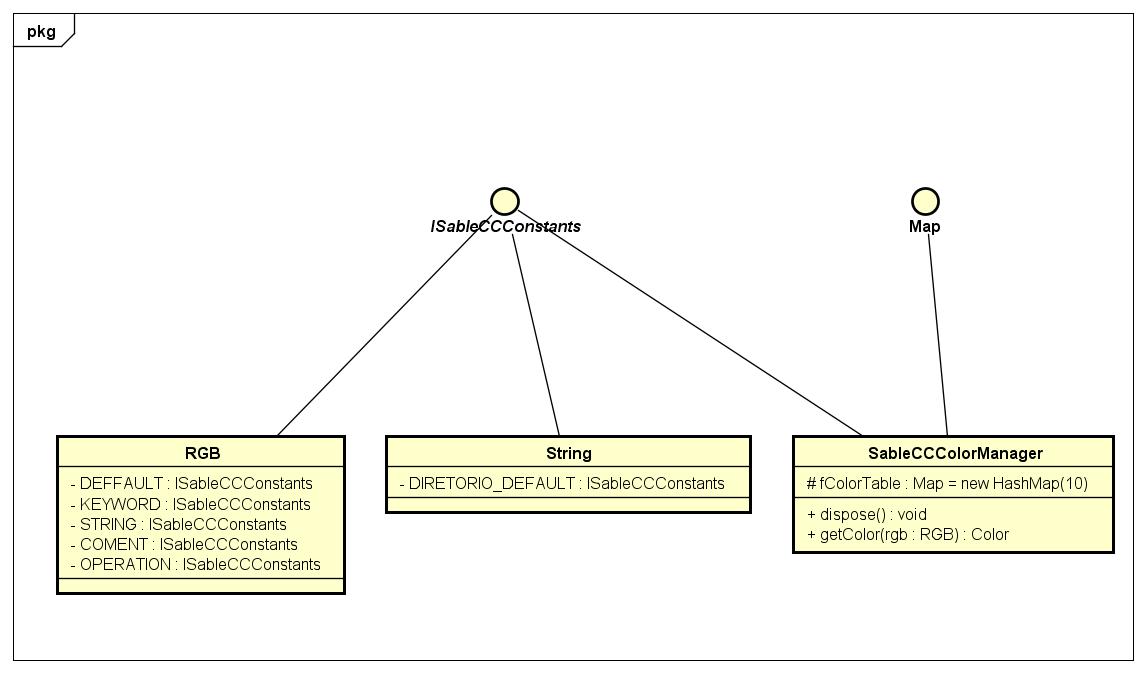 pkg
ISableCCConstants
Map
RGB
- DEFFAULT : ISableCCConstants
- KEYWORD : ISableCCConstants
- STRING : ISableCCConstants
- COMENT : ISableCCConstants
- OPERATION : ISableCCConstants
String
- DIRETORIO_DEFAULT : ISableCCConstants
SableCCColorManager
# fColorTable : Map = new HashMap(10)
+ dispose() : void
+ getColor(rgb : RGB) : Color